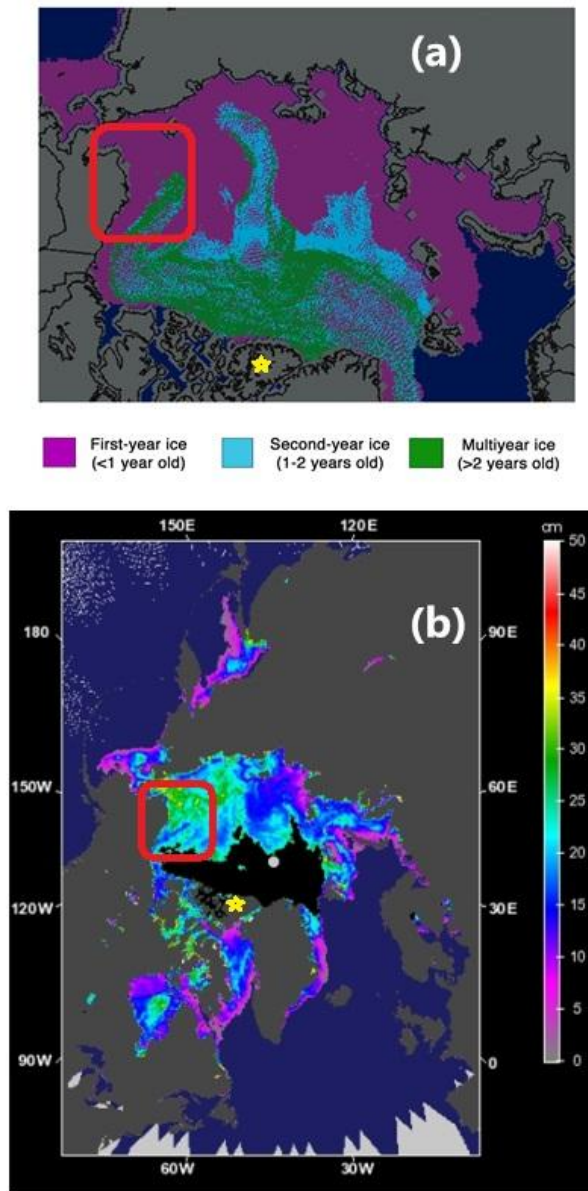 (a)
First-year ice
(<1 year old)
Second-year ice
(1-2 years old)
Multiyear ice
(>2 years old)
150E 120E cm
50
(b)
45
180 90E
40
35
30
150W 60E
25
20
120W 30E
15
10
5
90W 0 0
60W 30W